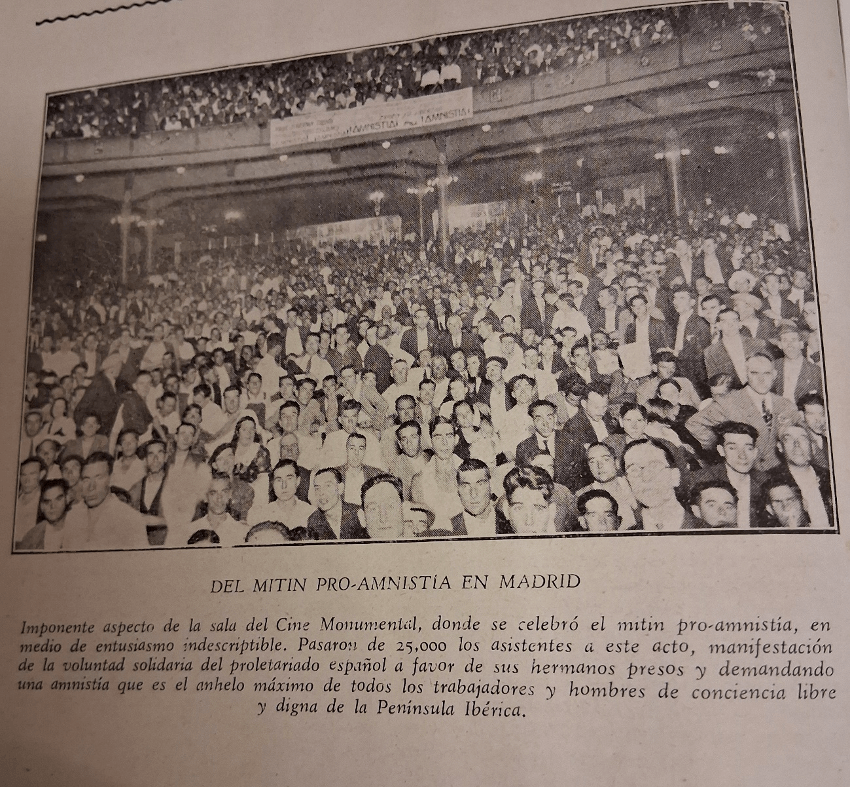 ¡AMNISTIA! ¡AMNISTIA!
DEL MITIN PRO-AMNISTÍA EN MADRID
Imponente aspecto de la sala del Cine Monumental, donde se celebró el mitin pro-amnistía, en
medio de entusiasmo indescriptible. Pasaron de 25,000 los asistentes a este acto, manifestación
de la voluntad solidaria del proletariado español a favor de sus hermanos presos y demandando
una amnistía que es el anhelo máximo de todos los trabajadores y hombres de conciencia libre
y digna de la Península Ibérica.